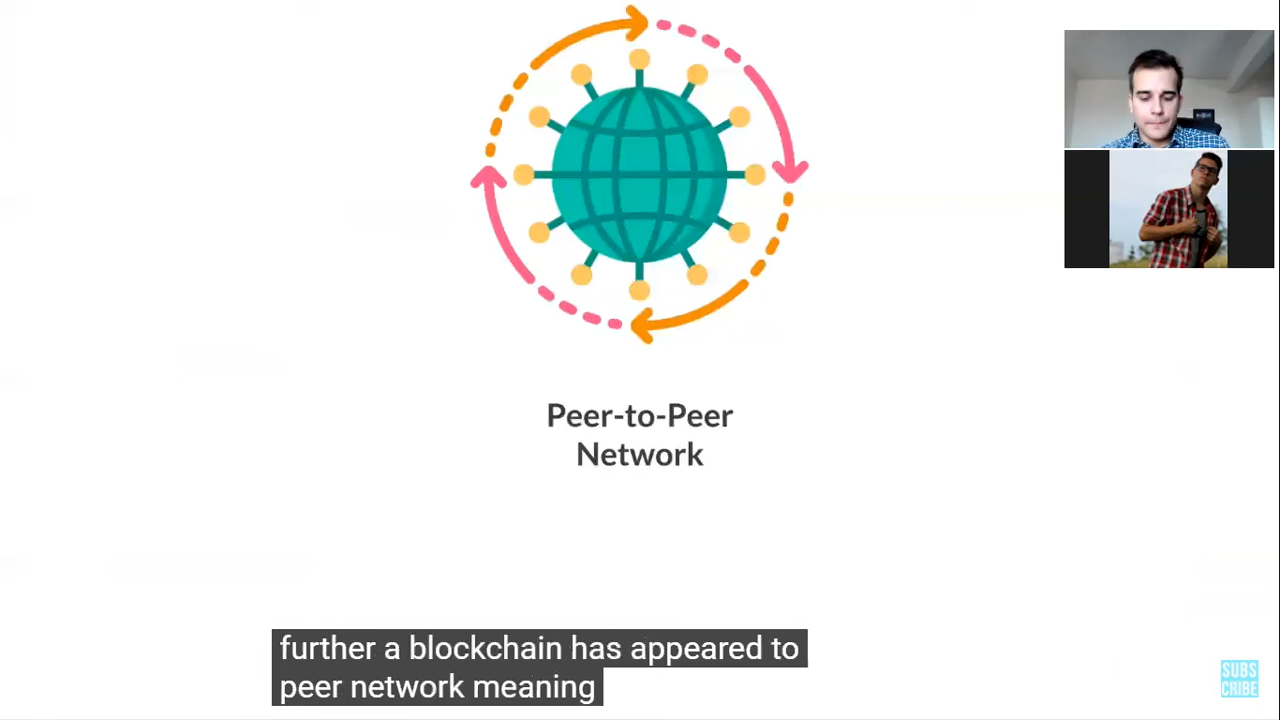 Peer-to-Peer
Network
further a blockchain has appeared to
peer network meaning
SUBS
CRIBE